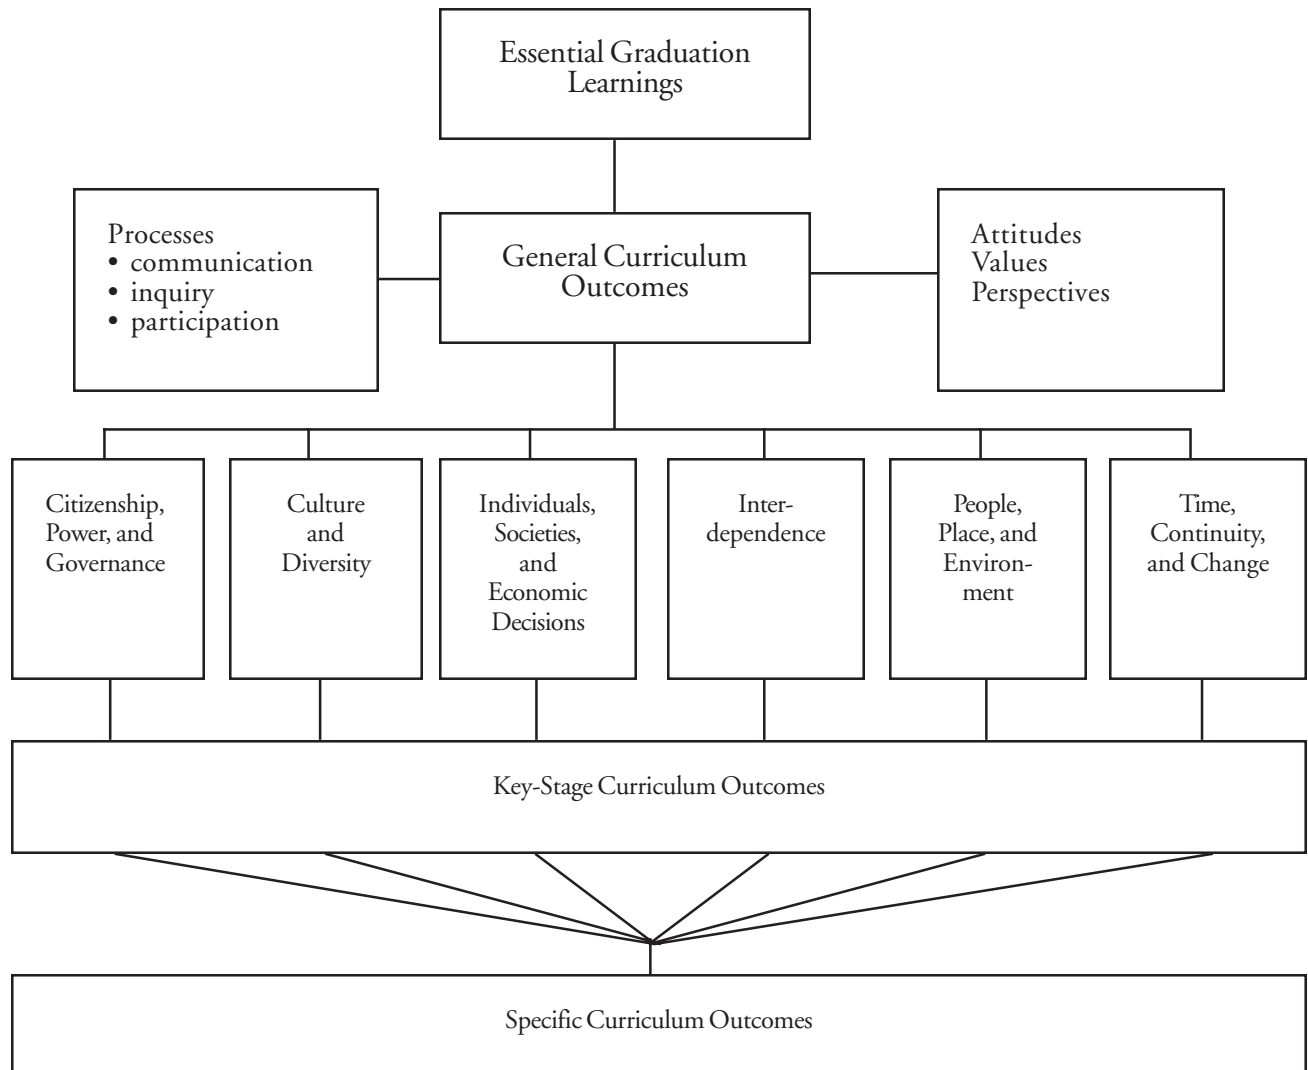 Essential Graduation
Learnings
Processes
• communication
• inquiry
• participation
General Curriculum
Outcomes
Attitudes
Values
Perspectives
Citizenship,
Power, and
Governance
Culture
and
Diversity
Individuals,
Societies,
and
Economic
Decisions
Inter-
dependence
People,
Place, and
Environ-
ment
Time,
Continuity,
and Change
Key-Stage Curriculum Outcomes
Specific Curriculum Outcomes